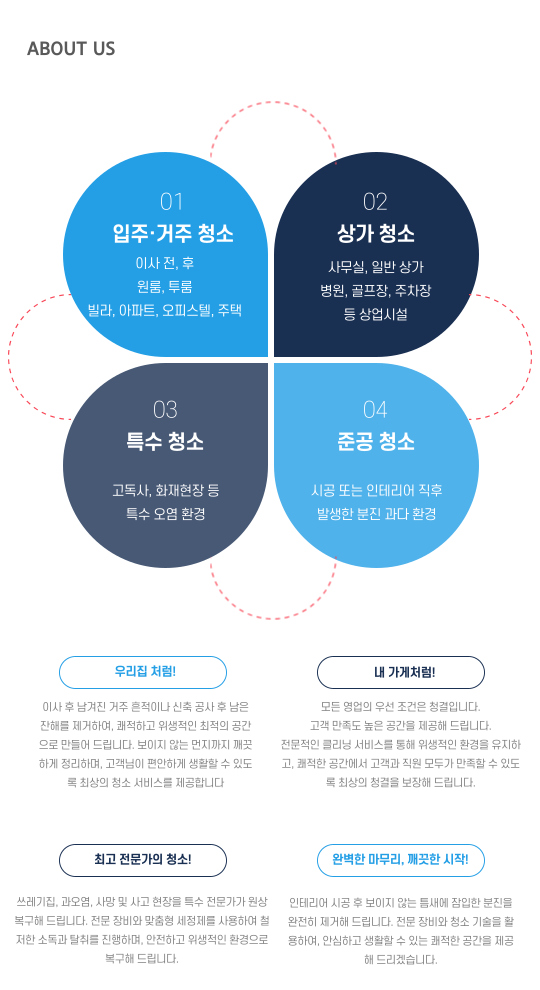 ABOUT US
01
입주·거주 청소
이사 전, 후
원룸, 투룸
빌라, 아파트, 오피스텔, 주택
02
상가 청소
사무실, 일반 상가
병원, 골프장, 주차장
등 상업시설
03
특수 청소
고독사, 화재현장 등
특수 오염 환경
04
준공 청소
시공 또는 인테리어 직후
발생한 분진 과다 환경
우리집 처럼!
이사 후 남겨진 거주 흔적이나 신축 공사 후 남은
잔해를 제거하여, 쾌적하고 위생적인 최적의 공간
으로 만들어 드립니다. 보이지 않는 먼지까지 깨끗
하게 정리하며, 고객님이 편안하게 생활할 수 있도
록 최상의 청소 서비스를 제공합니다
내 가게처럼!
모든 영업의 우선 조건은 청결입니다.
고객 만족도 높은 공간을 제공해 드립니다.
전문적인 클리닝 서비스를 통해 위생적인 환경을 유지하
고, 쾌적한 공간에서 고객과 직원 모두가 만족할 수 있도
록 최상의 청결을 보장해 드립니다.
최고 전문가의 청소!
쓰레기집, 과오염, 사망 및 사고 현장을 특수 전문가가 원상
복구해 드립니다. 전문 장비와 맞춤형 세정제를 사용하여 철
저한 소독과 탈취를 진행하며, 안전하고 위생적인 환경으로
복구해 드립니다.
완벽한 마무리, 깨끗한 시작!
인테리어 시공 후 보이지 않는 틈새에 잠입한 분진을
완전히 제거해 드립니다. 전문 장비와 청소 기술을 활
용하여, 안심하고 생활할 수 있는 쾌적한 공간을 제공
해 드리겠습니다.